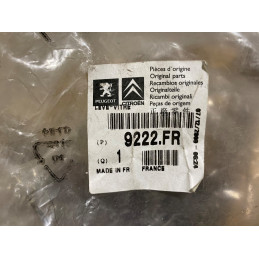 PEUGEOT
CITROËN
Pièces d'origine
Original parts
Recambios originales
Originalteile
Ricambi originali
Peças de origem
LEVE VITRE
(P) 9222.FR
(Q) 1
MADE IN FR FRANCE